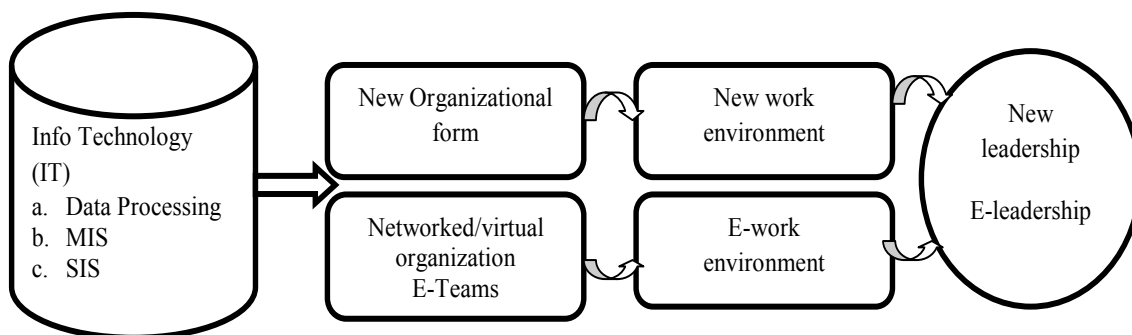 Info Technology
(IT)
a. Data Processing
b. MIS
c. SIS
New Organizational
form
New work
environment
Networked/virtual
organization
E-Teams
E-work
environment
New
leadership
E-leadership